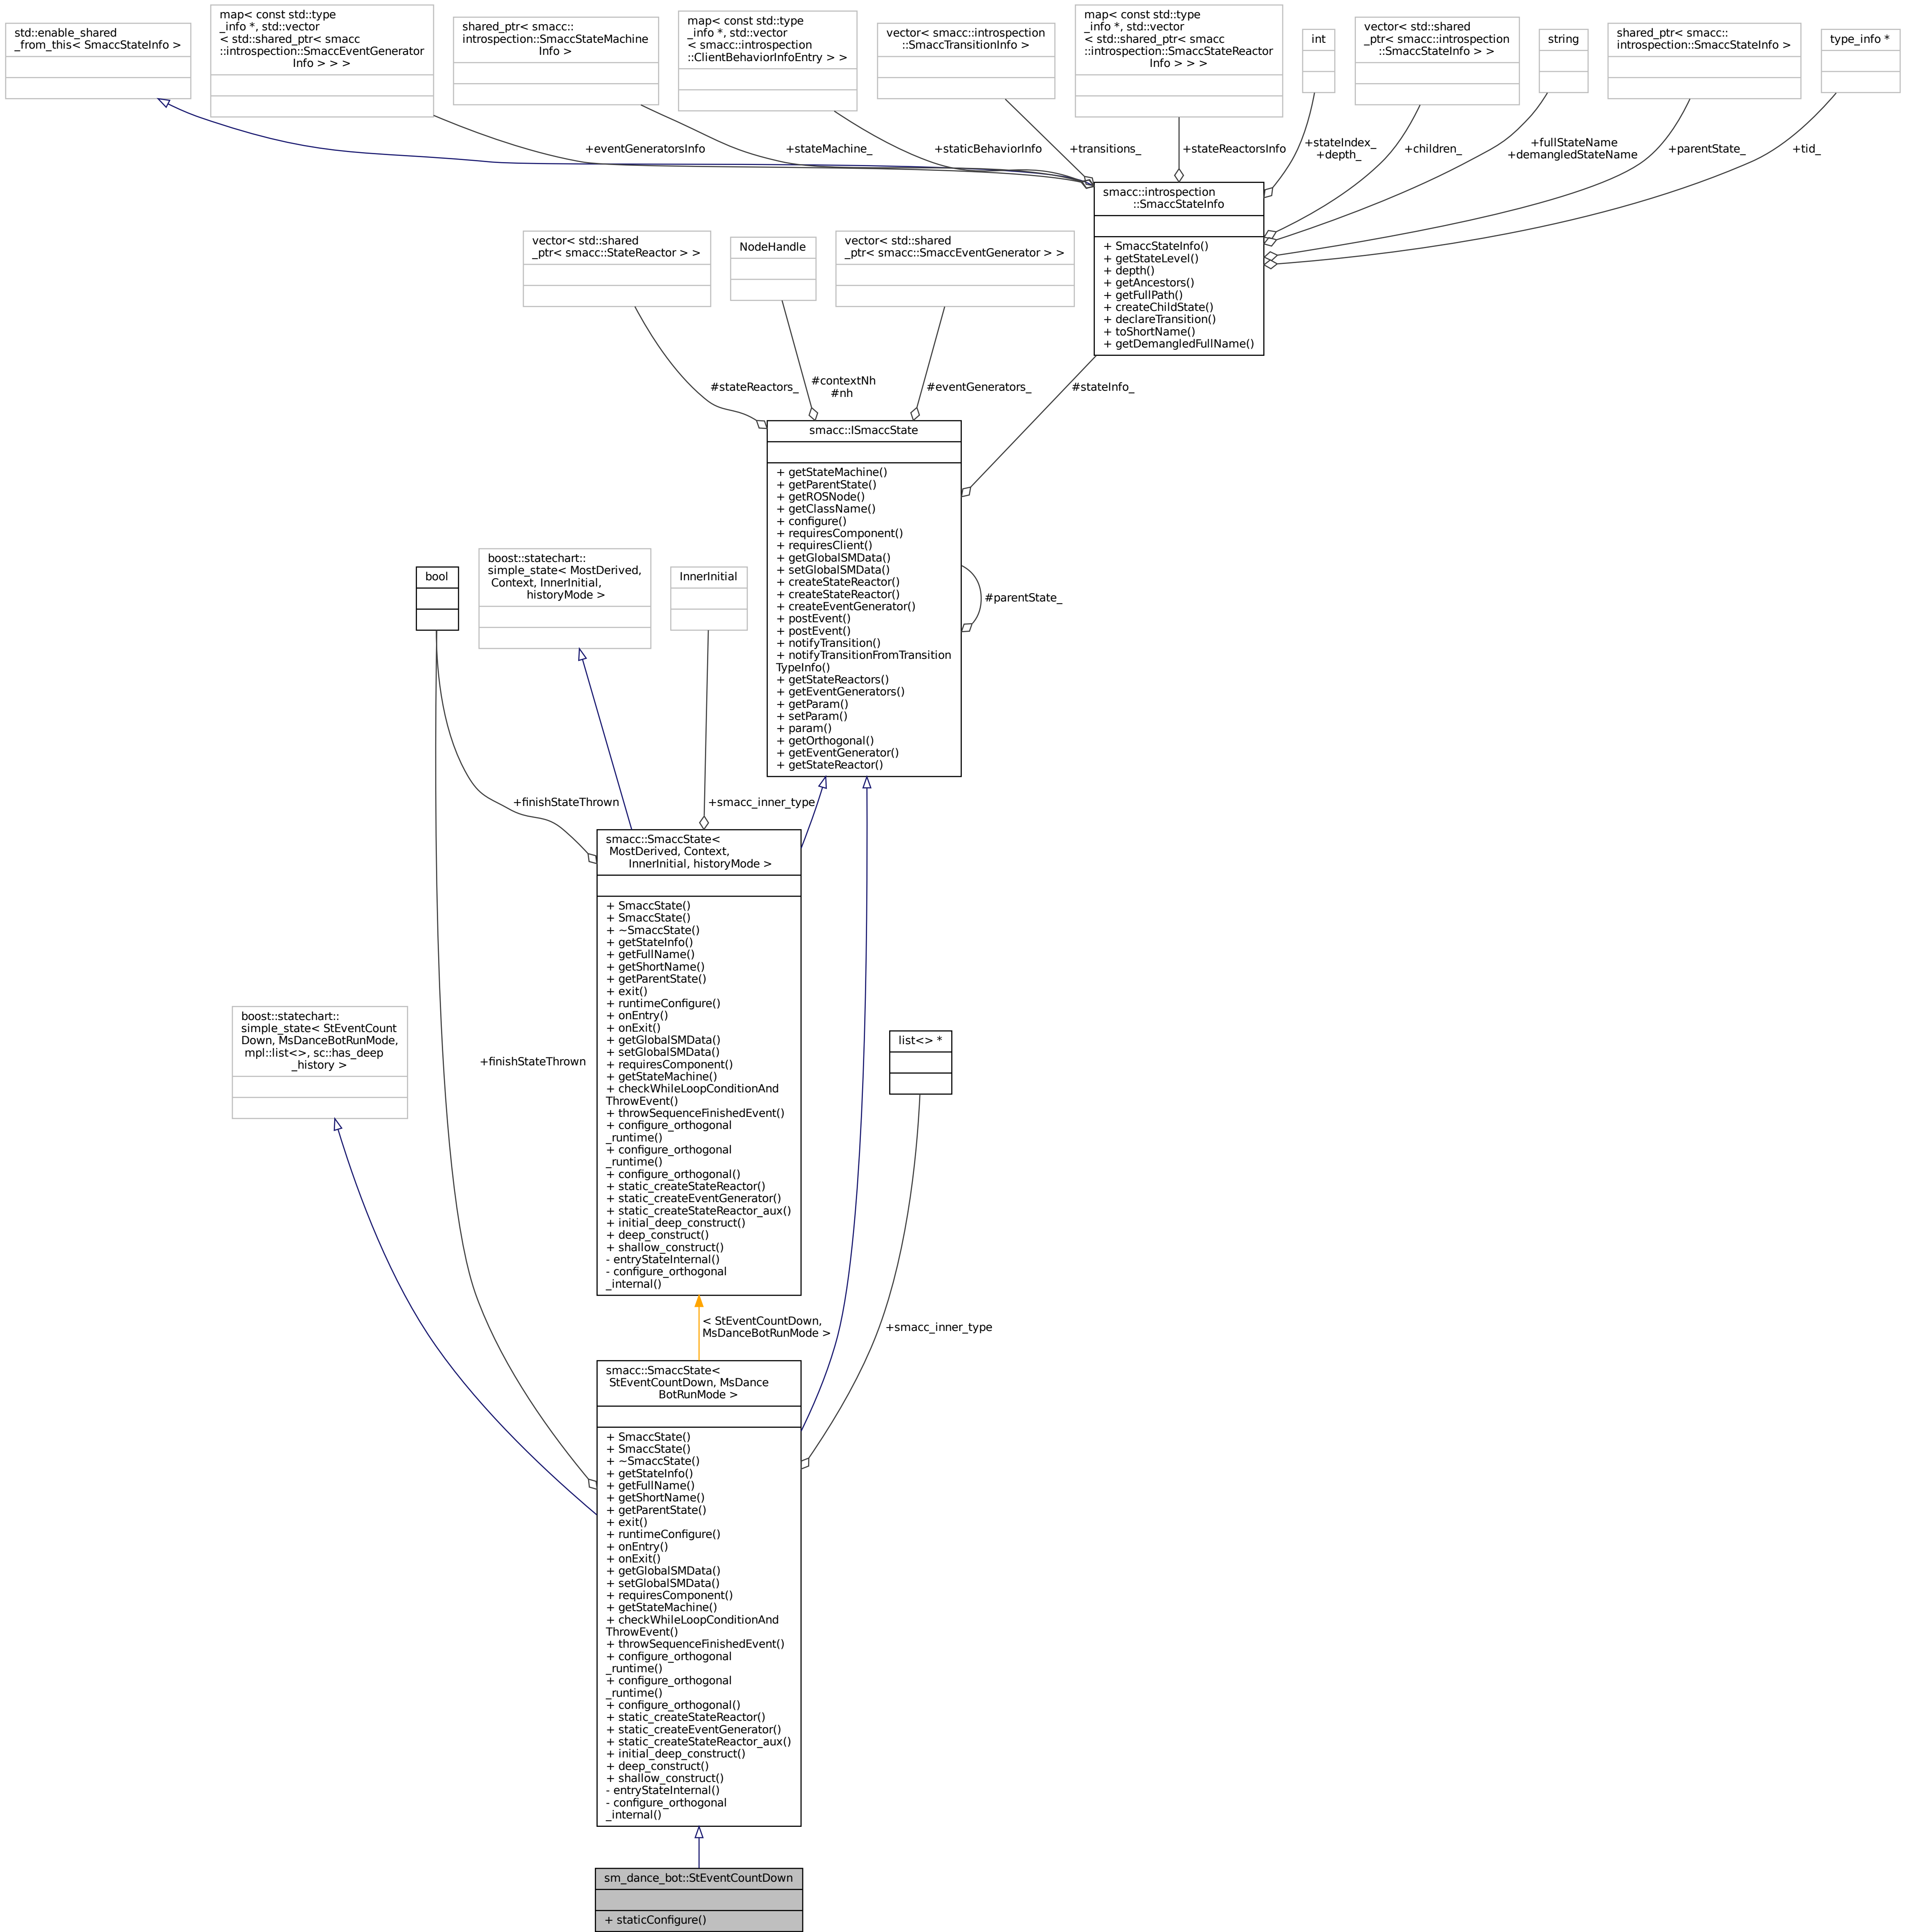 std::enable_shared
_from_this< SmaccStateInfo >
map< const std::type
_info *, std::vector
< std::shared_ptr< smacc
::introspection::SmaccEventGenerator
Info > > >
shared_ptr< smacc::
introspection::SmaccStateMachine
Info >
map< const std::type
_info *, std::vector
< smacc::introspection
::ClientBehaviorInfoEntry > >
vector< smacc::introspection
::SmaccTransitionInfo >
map< const std::type
_info *, std::vector
< std::shared_ptr< smacc
::introspection::SmaccStateReactor
Info > > >
int
vector< std::shared
_ptr< smacc::introspection
::SmaccStateInfo > >
string
shared_ptr< smacc::
introspection::SmaccStateInfo >
type_info *
+eventGeneratorsInfo
+stateMachine_
+staticBehaviorInfo
+transitions_
+stateReactorsInfo
+stateIndex_
+depth_
+children_
+fullStateName
+demangledStateName
+parentState_
+tid_
smacc::introspection
::SmaccStateInfo
+ SmaccStateInfo()
+ getStateLevel()
+ depth()
+ getAncestors()
+ getFullPath()
+ createChildState()
+ declareTransition()
+ toShortName()
+ getDemangledFullName()
vector< std::shared
_ptr< smacc::StateReactor > >
NodeHandle
vector< std::shared
_ptr< smacc::SmaccEventGenerator > >
#stateReactors_
#contextNh
#nh
#eventGenerators_
#stateInfo_
smacc::ISmaccState
+ getStateMachine()
+ getParentState()
+ getROSNode()
+ getClassName()
+ configure()
+ requiresComponent()
+ requiresClient()
+ getGlobalSMData()
+ setGlobalSMData()
+ createStateReactor()
+ createStateReactor()
+ createEventGenerator()
+ postEvent()
+ postEvent()
+ notifyTransition()
+ notifyTransitionFromTransition
TypeInfo()
+ getStateReactors()
+ getEventGenerators()
+ getParam()
+ setParam()
+ param()
+ getOrthogonal()
+ getEventGenerator()
+ getStateReactor()
#parentState_
bool
boost::statechart::
simple_state< MostDerived,
Context, InnerInitial,
historyMode >
InnerInitial
+finishStateThrown
+smacc_inner_type
smacc::SmaccState<
MostDerived, Context,
InnerInitial, historyMode >
+ SmaccState()
+ SmaccState()
+ ~SmaccState()
+ getStateInfo()
+ getFullName()
+ getShortName()
+ getParentState()
+ exit()
+ runtimeConfigure()
+ onEntry()
+ onExit()
+ getGlobalSMData()
+ setGlobalSMData()
+ requiresComponent()
+ getStateMachine()
+ checkWhileLoopConditionAnd
ThrowEvent()
+ throwSequenceFinishedEvent()
+ configure_orthogonal
_runtime()
+ configure_orthogonal
_runtime()
+ configure_orthogonal()
+ static_createStateReactor()
+ static_createEventGenerator()
+ static_createStateReactor_aux()
+ initial_deep_construct()
+ deep_construct()
+ shallow_construct()
- entryStateInternal()
- configure_orthogonal
_internal()
boost::statechart::
simple_state< StEventCount
Down, MsDanceBotRunMode,
mpl::list<>, sc::has_deep
_history >
+finishStateThrown
list<> *
< StEventCountDown,
MsDanceBotRunMode >
+smacc_inner_type
smacc::SmaccState<
StEventCountDown, MsDance
BotRunMode >
+ SmaccState()
+ SmaccState()
+ ~SmaccState()
+ getStateInfo()
+ getFullName()
+ getShortName()
+ getParentState()
+ exit()
+ runtimeConfigure()
+ onEntry()
+ onExit()
+ getGlobalSMData()
+ setGlobalSMData()
+ requiresComponent()
+ getStateMachine()
+ checkWhileLoopConditionAnd
ThrowEvent()
+ throwSequenceFinishedEvent()
+ configure_orthogonal
_runtime()
+ configure_orthogonal
_runtime()
+ configure_orthogonal()
+ static_createStateReactor()
+ static_createEventGenerator()
+ static_createStateReactor_aux()
+ initial_deep_construct()
+ deep_construct()
+ shallow_construct()
- entryStateInternal()
- configure_orthogonal
_internal()
sm_dance_bot::StEventCountDown
+ staticConfigure()